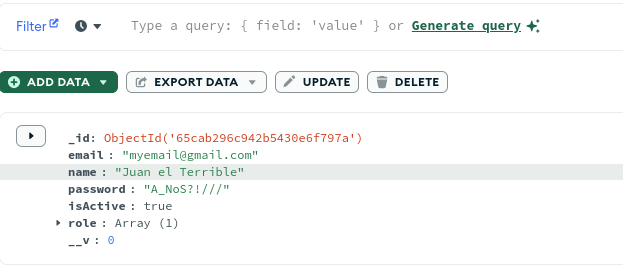 Filter Type a query: { field: 'value' } or Generate query
ADD DATA EXPORT DATA UPDATE DELETE
_id: ObjectId('65cab296c942b5430e6f797a')
email : "myemail@gmail.com"
name : "Juan el Terrible"
password : "A_NoS?!///"
isActive : true
role : Array (1)
__v : 0